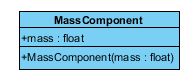 MassComponent
+mass : float
+MassComponent(mass : float)